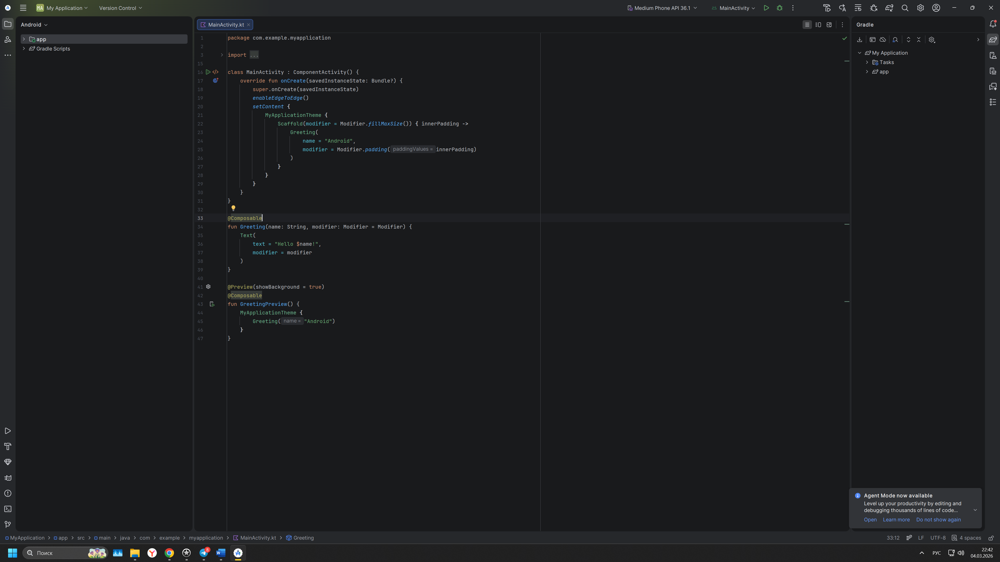 MA My Application Version Control Medium Phone API 36.1 MainActivity
Android
app
Gradle Scripts
MainActivity.kt
1 package com.example.myapplication
2
3 import ...
15
16 class MainActivity : ComponentActivity() {
17 override fun onCreate(savedInstanceState: Bundle?) {
18 super.onCreate(savedInstanceState)
19 enableEdgeToEdge()
20 setContent {
21 MyApplicationTheme {
22 Scaffold(modifier = Modifier.fillMaxSize()) { innerPadding ->
23 Greeting(
24 name = "Android",
25 modifier = Modifier.padding( paddingValues = innerPadding)
26 )
27 }
28 }
29 }
30 }
31 }
32
33 @Composable
34 fun Greeting(name: String, modifier: Modifier = Modifier) {
35 Text(
36 text = "Hello $name!",
37 modifier = modifier
38 )
39 }
40
41 @Preview(showBackground = true)
42 @Composable
43 fun GreetingPreview() {
44 MyApplicationTheme {
45 Greeting( name = "Android")
46 }
47 }
Gradle
My Application
Tasks
app
Agent Mode now available
Level up your productivity by editing and
debugging thousands of lines of code...
Open Learn more Do not show again
MyApplication > app > src > main > java > com > example > myapplication > MainActivity.kt > Greeting 33:12 LF UTF-8 4 spaces
Поиск 8 РУС 22:42
04.03.2026